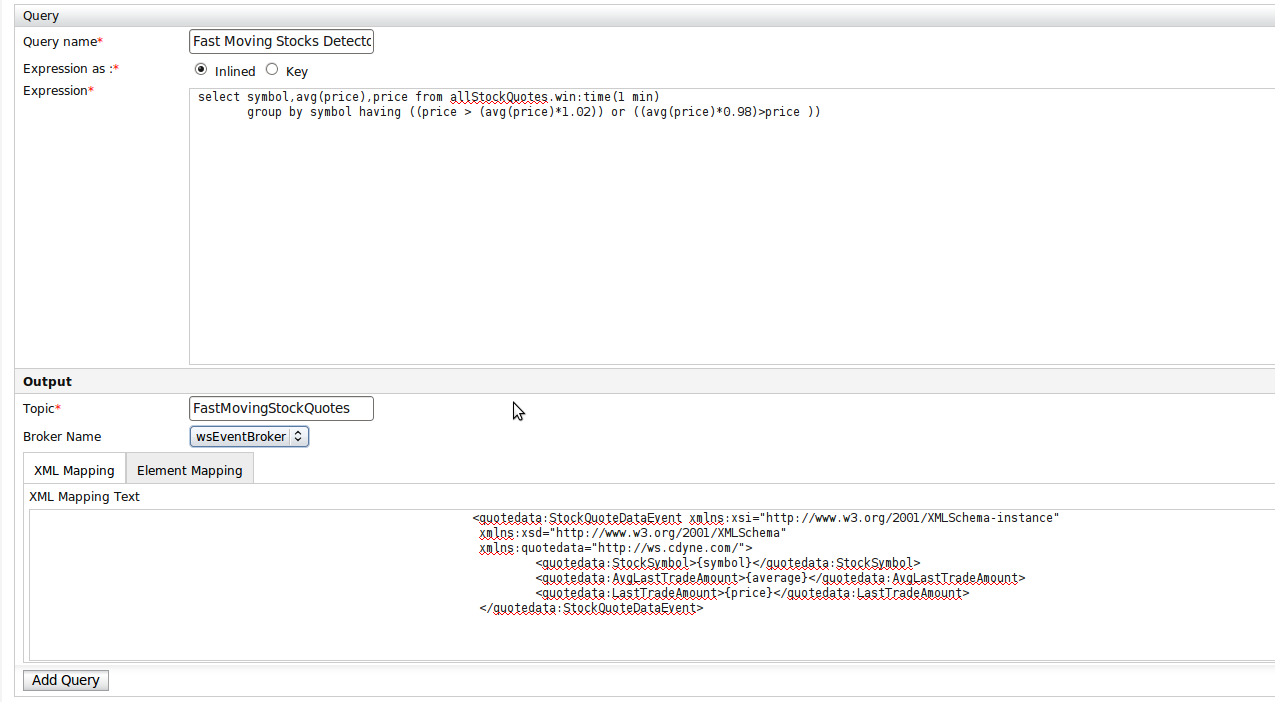 Query
Query name*
Fast Moving Stocks Detecto
Expression as :*
Inlined Key
Expression*
select symbol,avg(price),price from allStockQuotes.win:time(1 min)
group by symbol having ((price > (avg(price)*1.02)) or ((avg(price)*0.98)>price ))
Output
Topic*
FastMovingStockQuotes
Broker Name
wsEventBroker
XML Mapping Element Mapping
XML Mapping Text
<quotedata:StockQuoteDataEvent xmlns:xsi="http://www.w3.org/2001/XMLSchema-instance"
xmlns:xsd="http://www.w3.org/2001/XMLSchema"
xmlns:quotedata="http://ws.cdyne.com/">
<quotedata:StockSymbol>{symbol}</quotedata:StockSymbol>
<quotedata:AvgLastTradeAmount>{average}</quotedata:AvgLastTradeAmount>
<quotedata:LastTradeAmount>{price}</quotedata:LastTradeAmount>
</quotedata:StockQuoteDataEvent>
Add Query